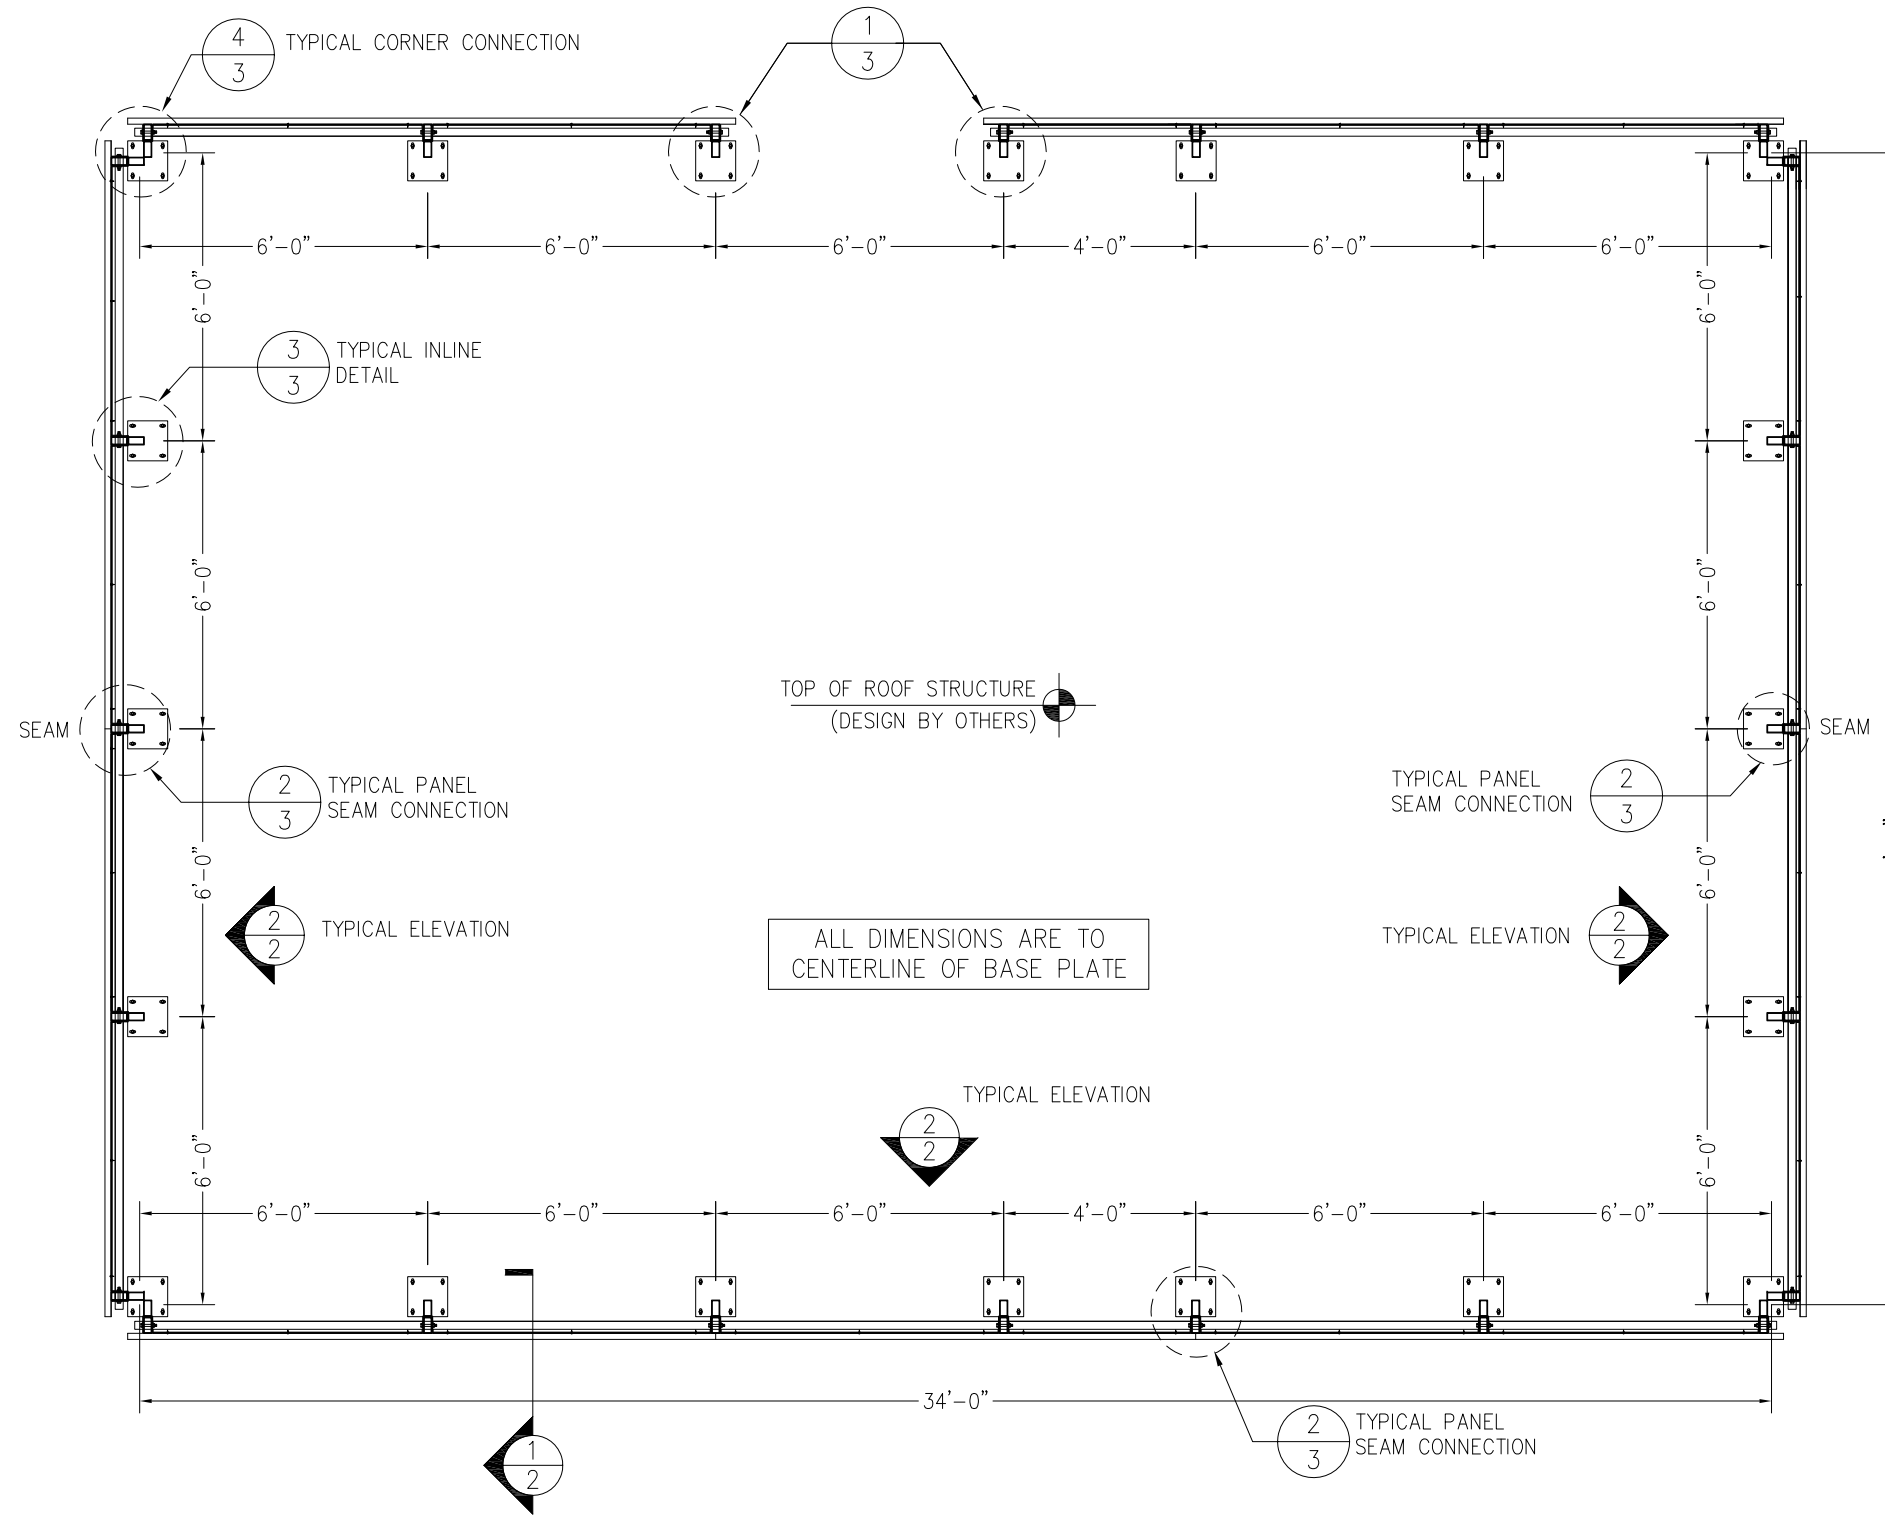 1
4
TYPICAL CORNER CONNECTION
3
3
6'-0"
6'-0"
6'-0"
4'-0"
6'-0"
6'-0"
6'-0"
6'-0"
3
TYPICAL INLINE
3
DETAIL
6'-0"
6'-0"
TOP OF ROOF STRUCTURE
(DESIGN BY OTHERS)
SEAM
SEAM
2
TYPICAL PANEL
3
SEAM CONNECTION
TYPICAL PANEL
2
SEAM CONNECTION
3
6'-0"
6'-0"
2
TYPICAL ELEVATION
2
TYPICAL ELEVATION
2
2
ALL DIMENSIONS ARE TO
CENTERLINE OF BASE PLATE
TYPICAL ELEVATION
2
2
6'-0"
6'-0"
6'-0"
6'-0"
6'-0"
4'-0"
6'-0"
6'-0"
34'-0"
2
TYPICAL PANEL
3
SEAM CONNECTION
1
2